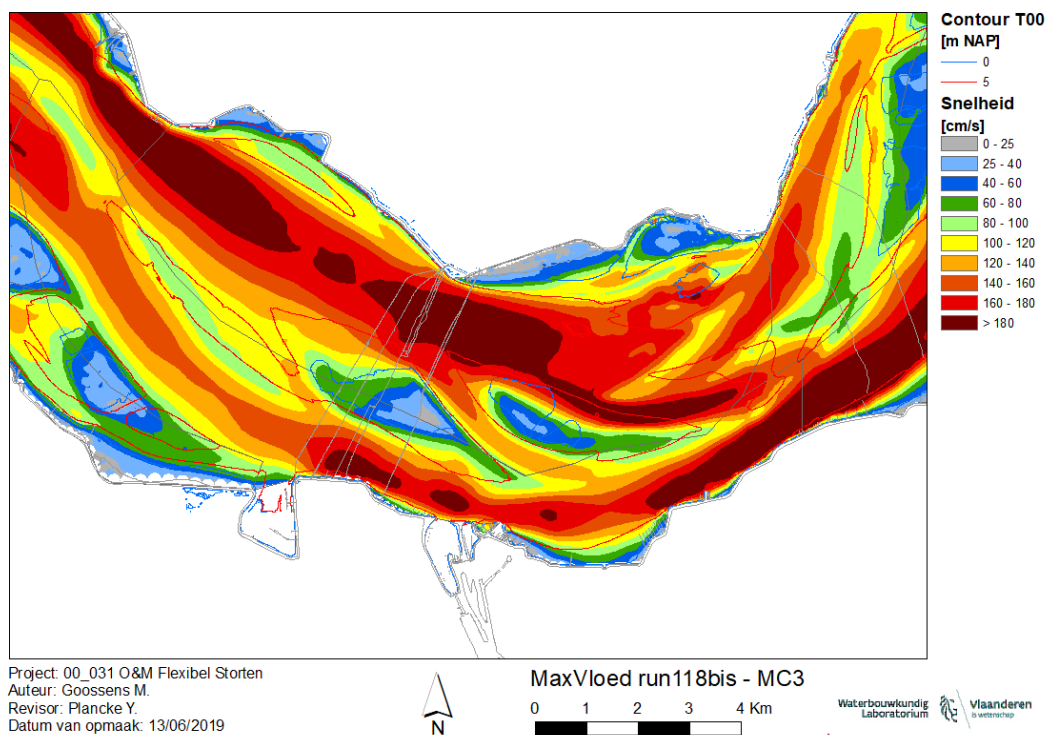 Contour T00
[m NAP]
0
5
Snelheid
[cm/s]
0 - 25
25 - 40
40 - 60
60 - 80
80 - 100
100 - 120
120 - 140
140 - 160
160 - 180
> 180
Project: 00_031 O&M Flexibel Storten
Auteur: Goossens M.
Revisor: Plancke Y.
Datum van opmaak: 13/06/2019
N
MaxVloed run118bis - MC3
0 1 2 3 4 Km
Waterbouwkundig
Laboratorium
Vlaanderen
is wetenschap